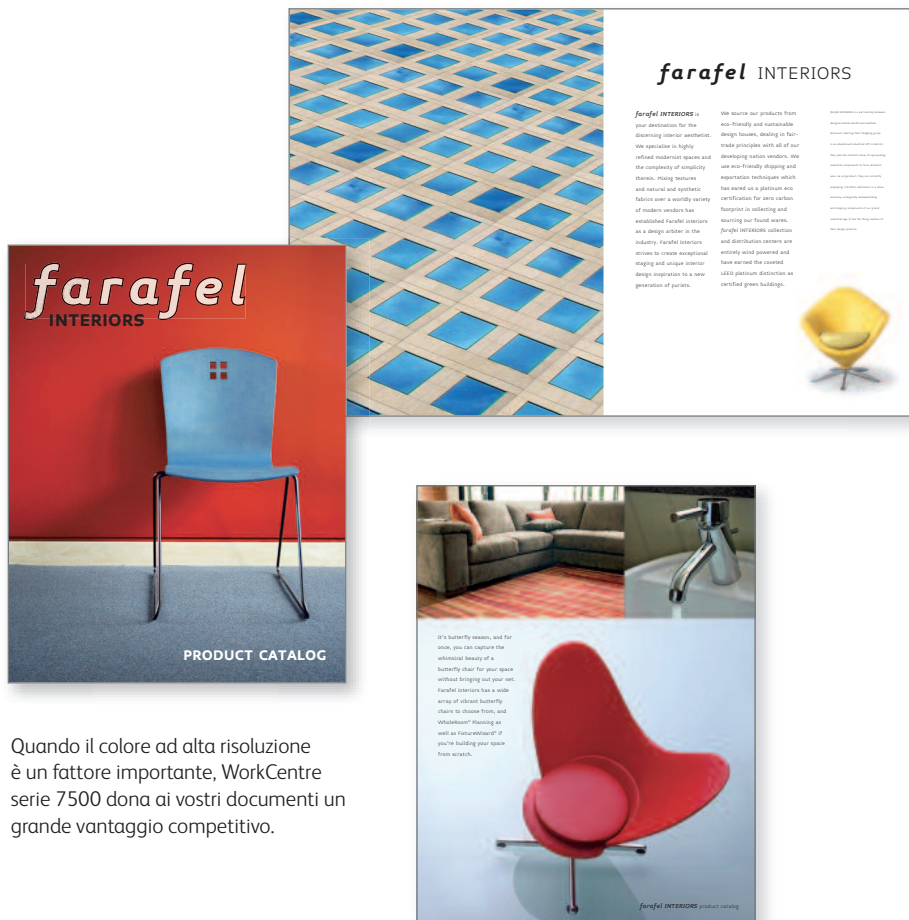 farafel INTERIORS
farafel INTERIORS is
your destination for the
discerning interior aesthetist.
We specialise in highly
refined modernist spaces and
the complexity of simplicity
therein. Mixing textures
and natural and synthetic
fabrics over a worldly variety
of modern vendors has
established Farafel Interiors
as a design arbiter in the
industry. Farafel Interiors
strives to create exceptional
staging and unique interior
design inspiration to a new
generation of purists.
We source our products from
eco-friendly and sustainable
design houses, dealing in fair-
trade principles with all of our
developing nation vendors. We
use eco-friendly shipping and
exportation techniques which
has eared us a platinum eco
certification for zero carbon
footprint in collecting and
sourcing our found wares.
farafel INTERIORS collection
and distribution centers are
entirely wind powered and
have earned the coveted
LEED platinum distinction as
certified green buildings.
farafel
INTERIORS
PRODUCT CATALOG
It's butterfly season, and for
once, you can capture the
whimsical beauty of a
butterfly chair for your space
without bringing out your net.
Farafel interiors has a wide
array of vibrant butterfly
chairs to choose from, and
WholeRoom® Planning as
well as FixtureWizard® if
you're building your space
from scratch.
farafel INTERIORS product catalog
Quando il colore ad alta risoluzione
è un fattore importante, WorkCentre
serie 7500 dona ai vostri documenti un
grande vantaggio competitivo.